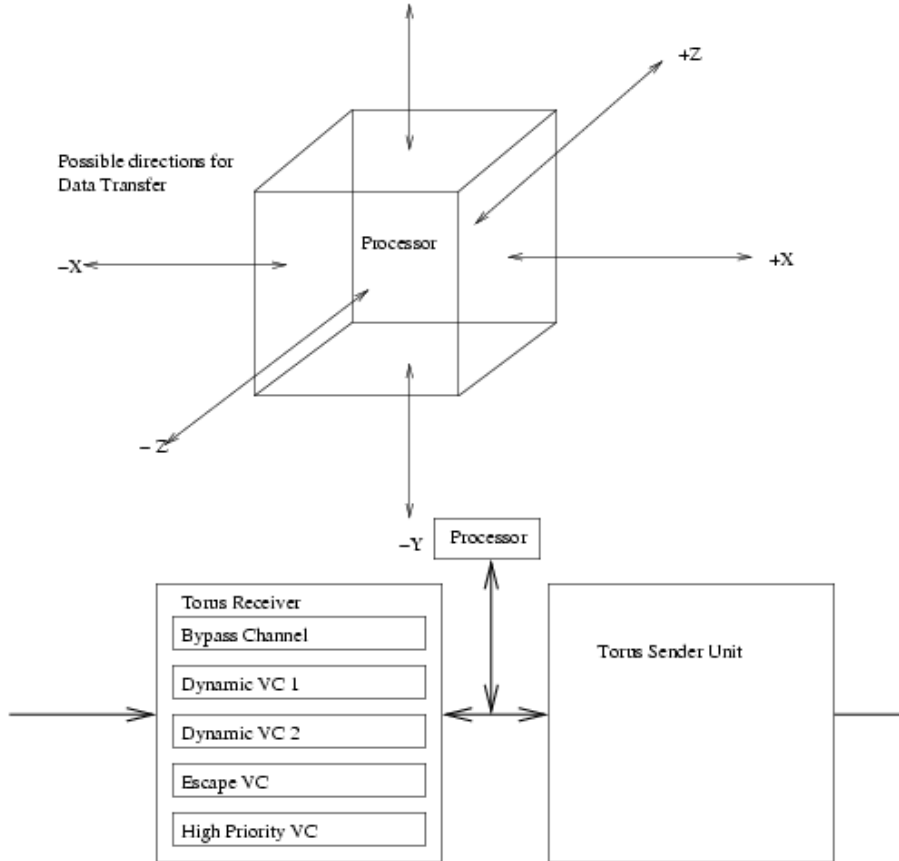 +Z
Possible directions for
Data Transfer
Processor
−X
+X
− Z
−Y
Processor
Torus Receiver
Bypass Channel
Dynamic VC 1
Dynamic VC 2
Escape VC
High Priority VC
Torus Sender Unit